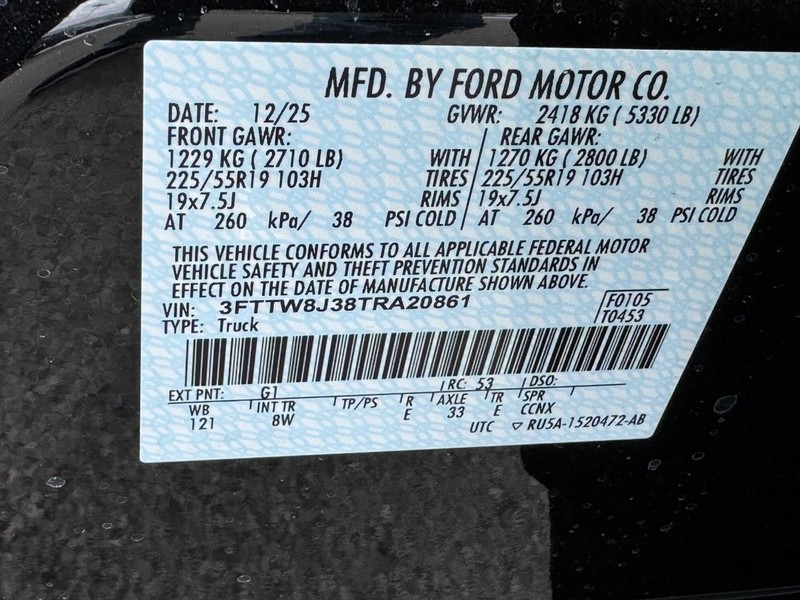 MFD. BY FORD MOTOR CO.
DATE: 12/25 GVWR: 2418 KG ( 5330 LB)
FRONT GAWR: REAR GAWR:
1229 KG ( 2710 LB) WITH 1270 KG ( 2800 LB) WITH
225/55R19 103H TIRES 225/55R19 103H TIRES
19x7.5J RIMS 19x7.5J RIMS
AT 260 kPa/ 38 PSI COLD AT 260 kPa/ 38 PSI COLD
THIS VEHICLE CONFORMS TO ALL APPLICABLE FEDERAL MOTOR
VEHICLE SAFETY AND THEFT PREVENTION STANDARDS IN
EFFECT ON THE DATE OF MANUFACTURE SHOWN ABOVE.
VIN: 3FTTW8J38TRA20861 F0105
TYPE: Truck T0453
EXT PNT: G1 RC: 53 DSO:
WB INT TR TP/PS R AXLE TR SPR
121 8W E 33 E CCNX
UTC ▽ RU5A-1520472-AB